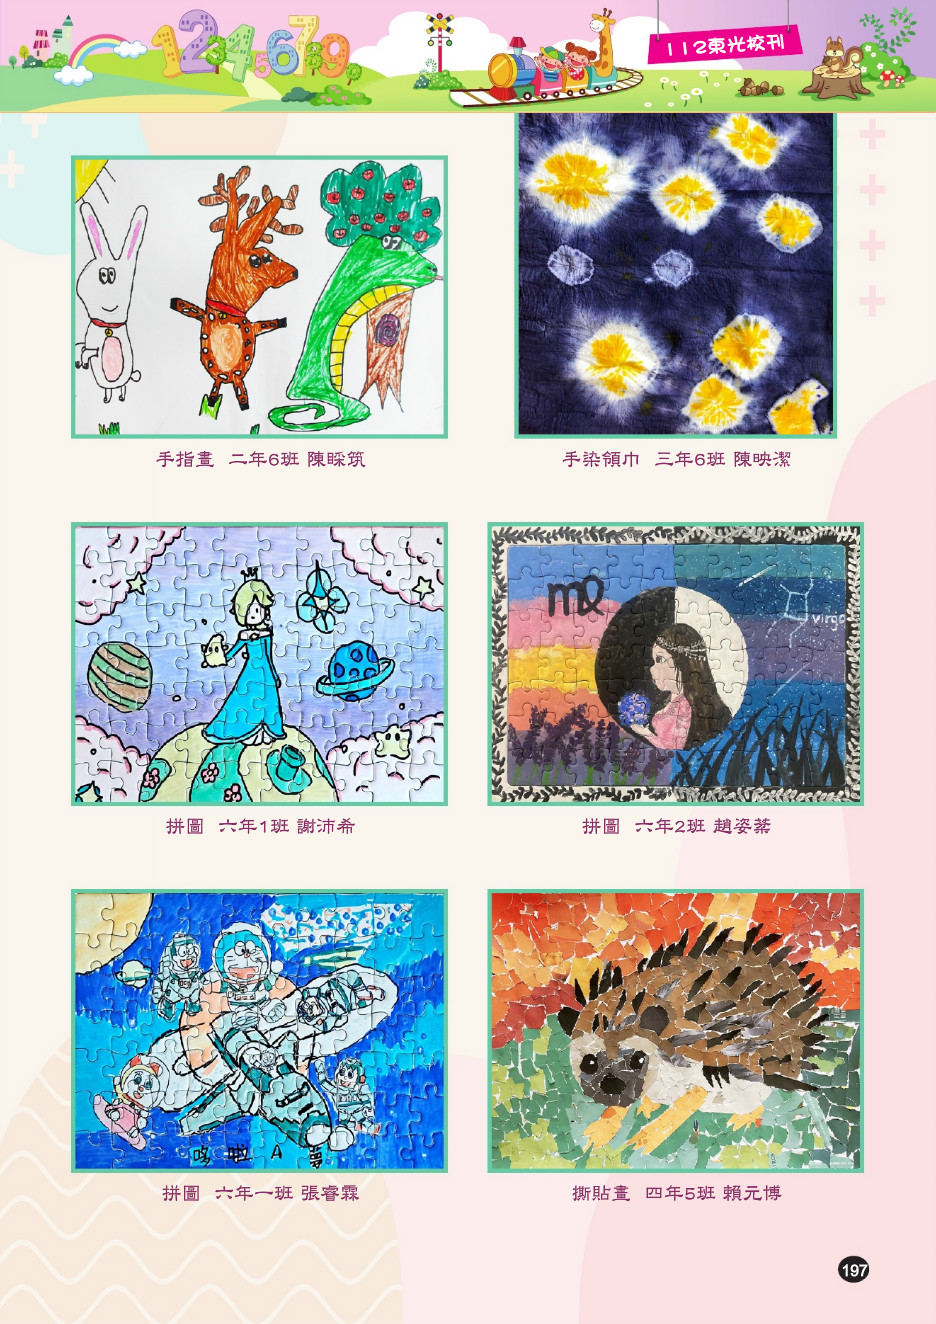 12345679
112東光校刊
手指畫 二年6班 陳睬筑
手染領巾 三年6班 陳映潔
virgo
拼圖 六年1班 謝沛希
拼圖 六年2班 趙姿棻
哆啦A夢
拼圖 六年一班 張睿霖
撕貼畫 四年5班 賴元博
197